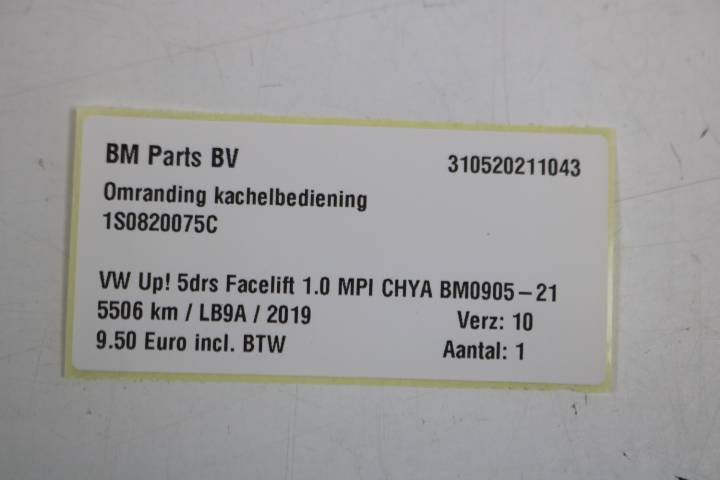 BM Parts BV 310520211043
Omranding kachelbediening
1S0820075C
VW Up! 5drs Facelift 1.0 MPI CHYA BM0905-21
5506 km / LB9A / 2019 Verz: 10
9.50 Euro incl. BTW Aantal: 1